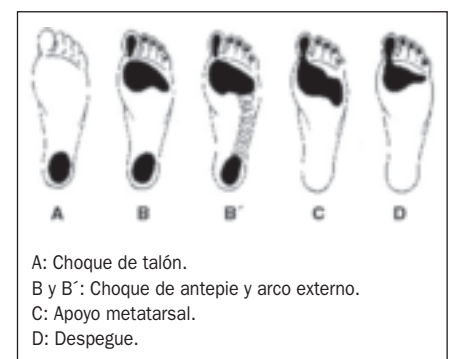 A B B´ C D
A: Choque de talón.
B y B´: Choque de antepie y arco externo.
C: Apoyo metatarsal.
D: Despegue.